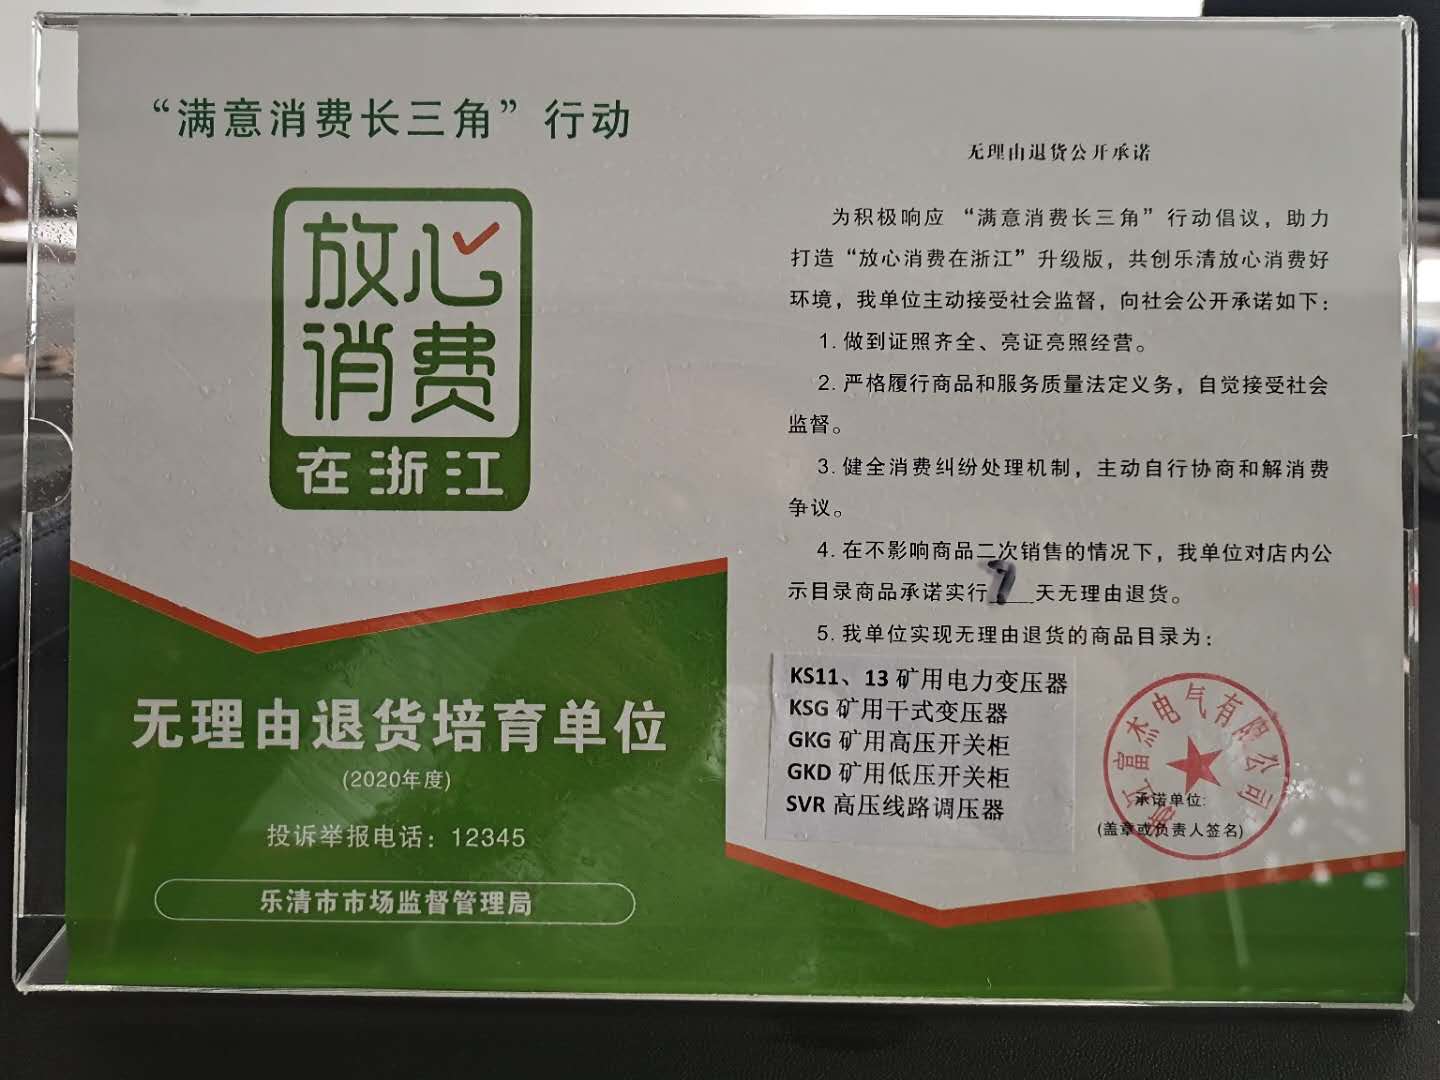 “满意消费长三角”行动
放心
消费
在浙江
无理由退货培育单位
(2020年度)
投诉举报电话：12345
乐清市市场监督管理局
无理由退货公开承诺
为积极响应“满意消费长三角”行动倡议，助力
打造“放心消费在浙江”升级版，共创乐清放心消费好
环境，我单位主动接受社会监督，向社会公开承诺如下：
1.做到证照齐全、亮证亮照经营。
2.严格履行商品和服务质量法定义务，自觉接受社会
监督。
3.健全消费纠纷处理机制，主动自行协商和解消费
争议。
4.在不影响商品二次销售的情况下，我单位对店内公
示目录商品承诺实行7天无理由退货。
5.我单位实现无理由退货的商品目录为：
KS11、13 矿用电力变压器
KSG 矿用干式变压器
GKG 矿用高压开关柜
GKD 矿用低压开关柜
SVR 高压线路调压器
富杰电气有限公司
承诺单位:
(盖章或负责人签名)